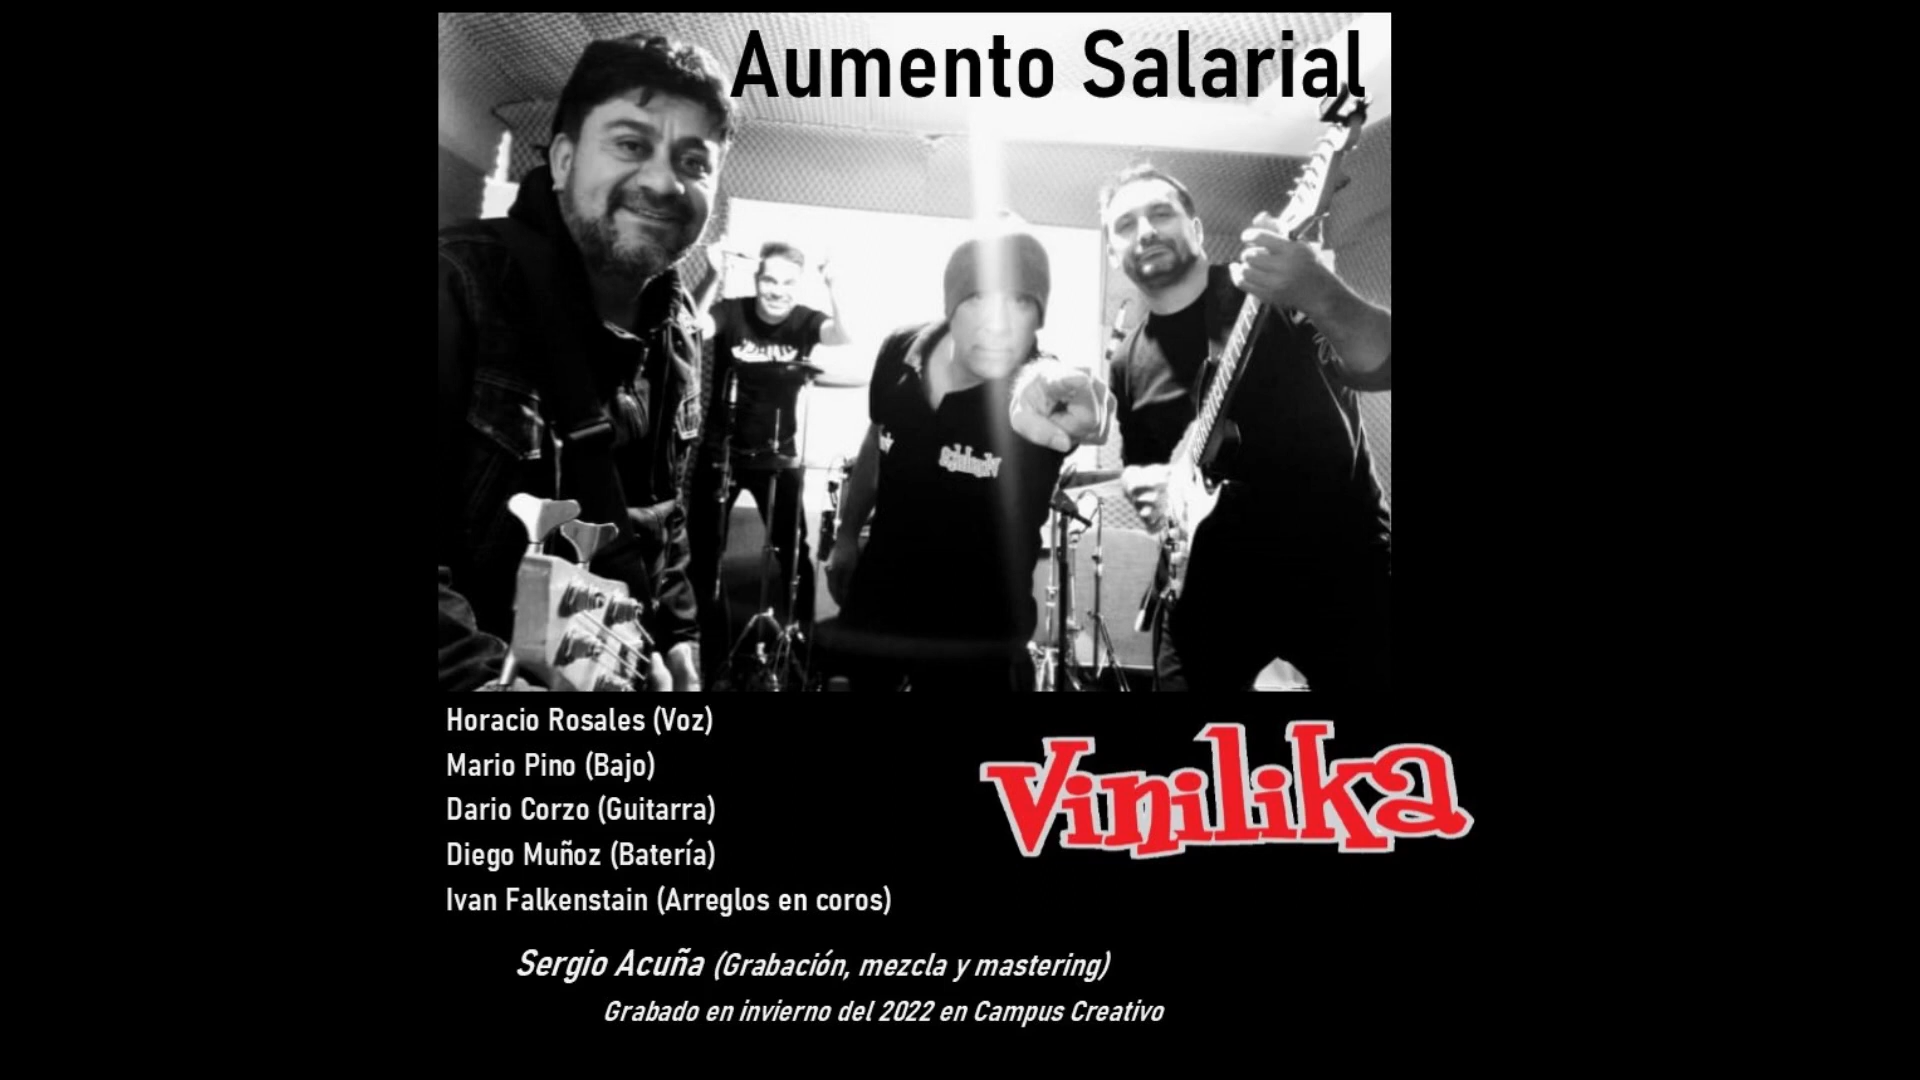 Aumento Salarial
Horacio Rosales (Voz)
Mario Pino (Bajo)
Dario Corzo (Guitarra)
Diego Muñoz (Batería)
Ivan Falkenstain (Arreglos en coros)
Vinilika
Sergio Acuña (Grabación, mezcla y mastering)
Grabado en invierno del 2022 en Campus Creativo